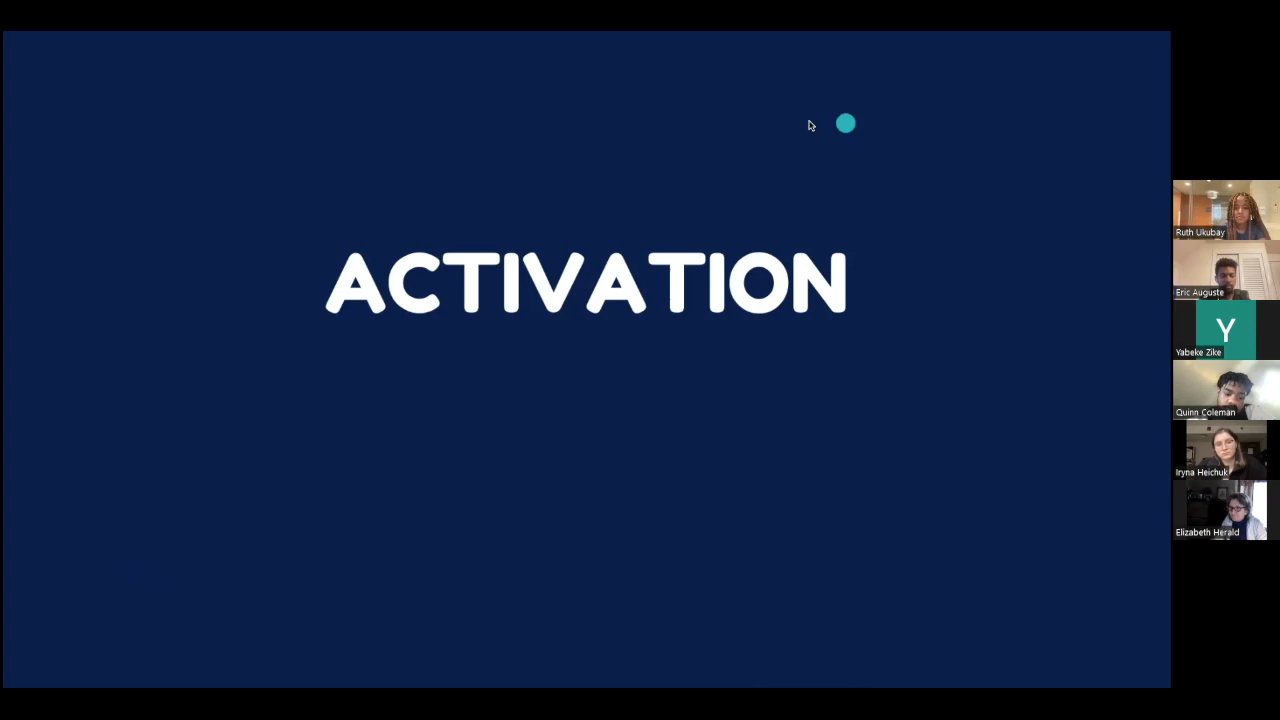 ACTIVATION
Ruth Ukubay
Eric Auguste
Y
Yabeke Zike
Quinn Coleman
Iryna Heichuk
Elizabeth Herald